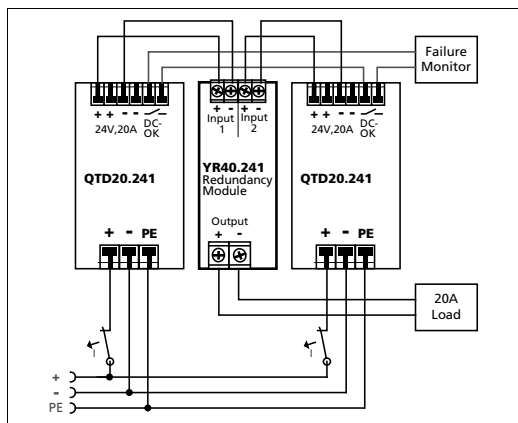 Failure
Monitor
+ + - -
24V,20A DC-
OK
QTD20.241
+ - PE
+ - + -
Input Input
1 2
YR40.241
Redundancy
Module
Output
+ -
+ + - -
24V,20A DC-
OK
QTD20.241
+ - PE
20A
Load
I
I
+
-
PE